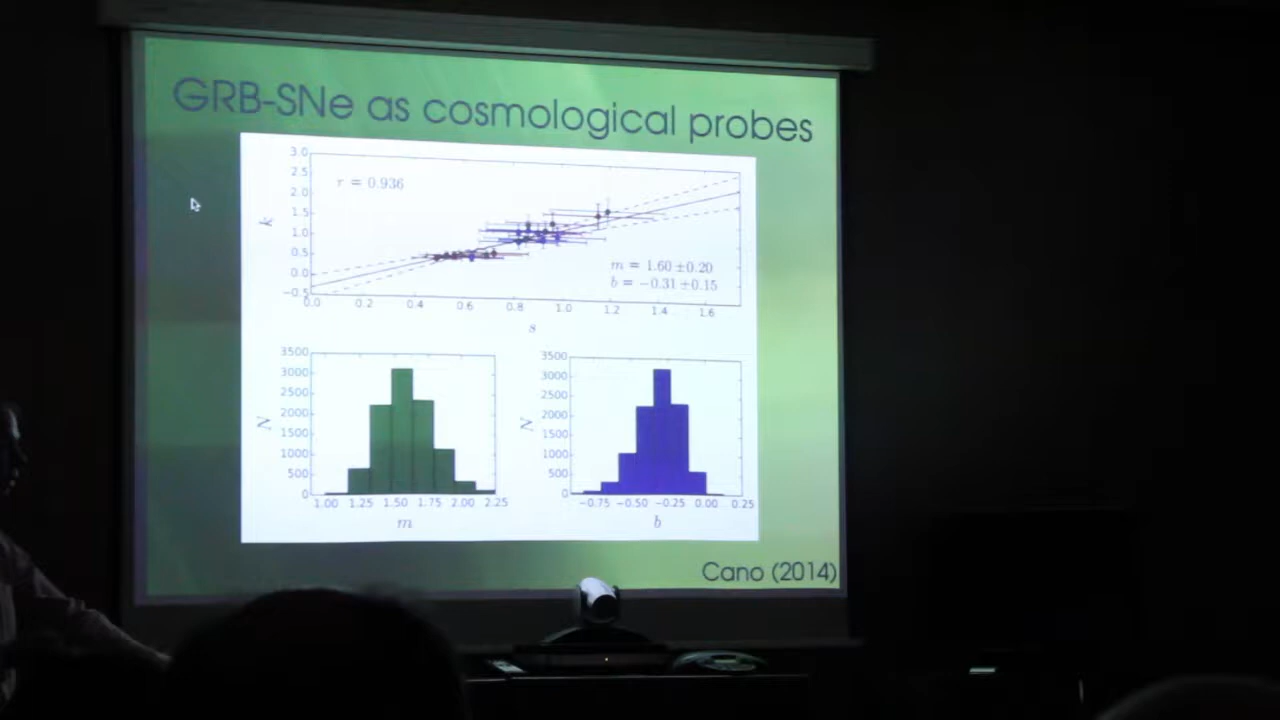 GRB-SNe as cosmological probes
3.0
2.5
2.0
1.5
1.0
0.5
0.0
−0.5
k
r = 0.936
m = 1.60 ±0.20
b = −0.31 ±0.15
0.0 0.2 0.4 0.6 0.8 1.0 1.2 1.4 1.6
s
3500
3000
2500
2000
1500
1000
500
0
N
1.00 1.25 1.50 1.75 2.00 2.25
m
3500
3000
2500
2000
1500
1000
500
0
N
−0.75 −0.50 −0.25 0.00 0.25
b
Cano (2014)